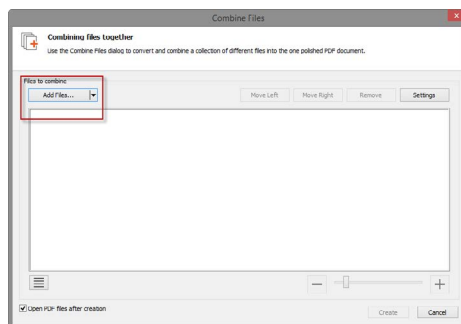 Combine Files
Combining files together
Use the Combine Files dialog to convert and combine a collection of different files into the one polished PDF document.
Files to combine
Add Files...
Move Left
Move Right
Remove
Settings
Open PDF files after creation
Create
Cancel